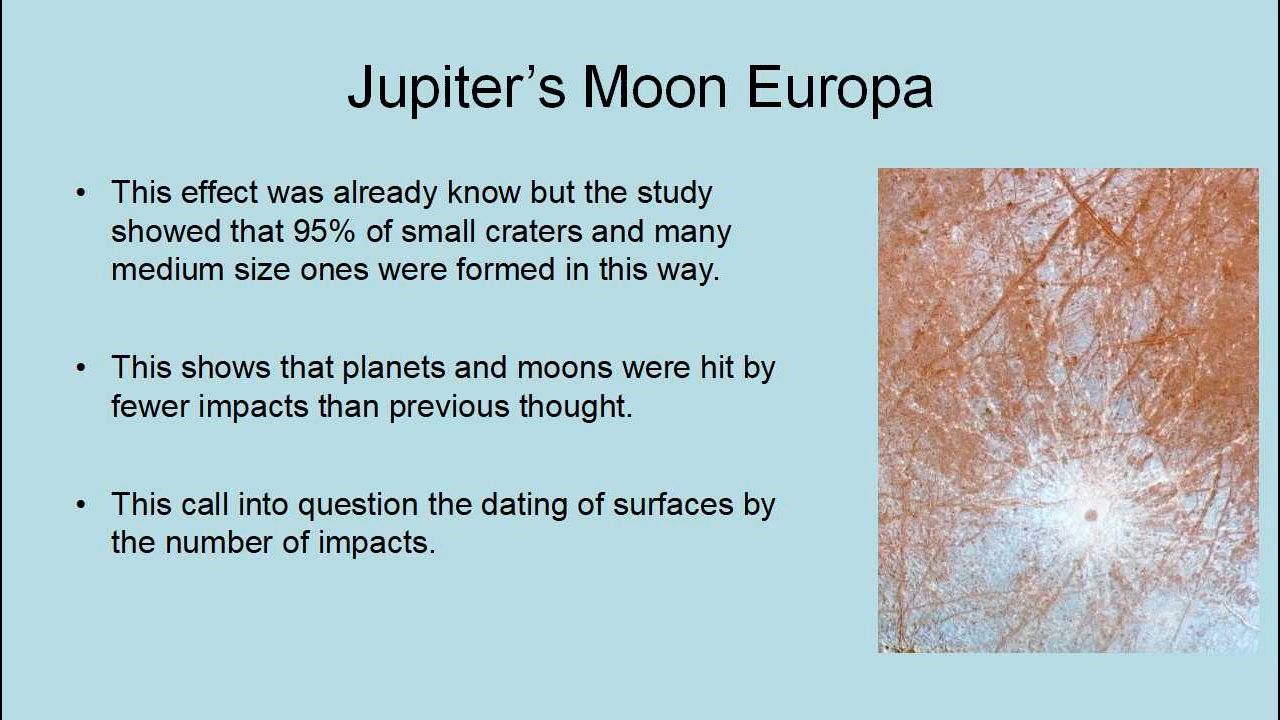 Jupiter’s Moon Europa
• This effect was already know but the study
showed that 95% of small craters and many
medium size ones were formed in this way.
• This shows that planets and moons were hit by
fewer impacts than previous thought.
• This call into question the dating of surfaces by
the number of impacts.